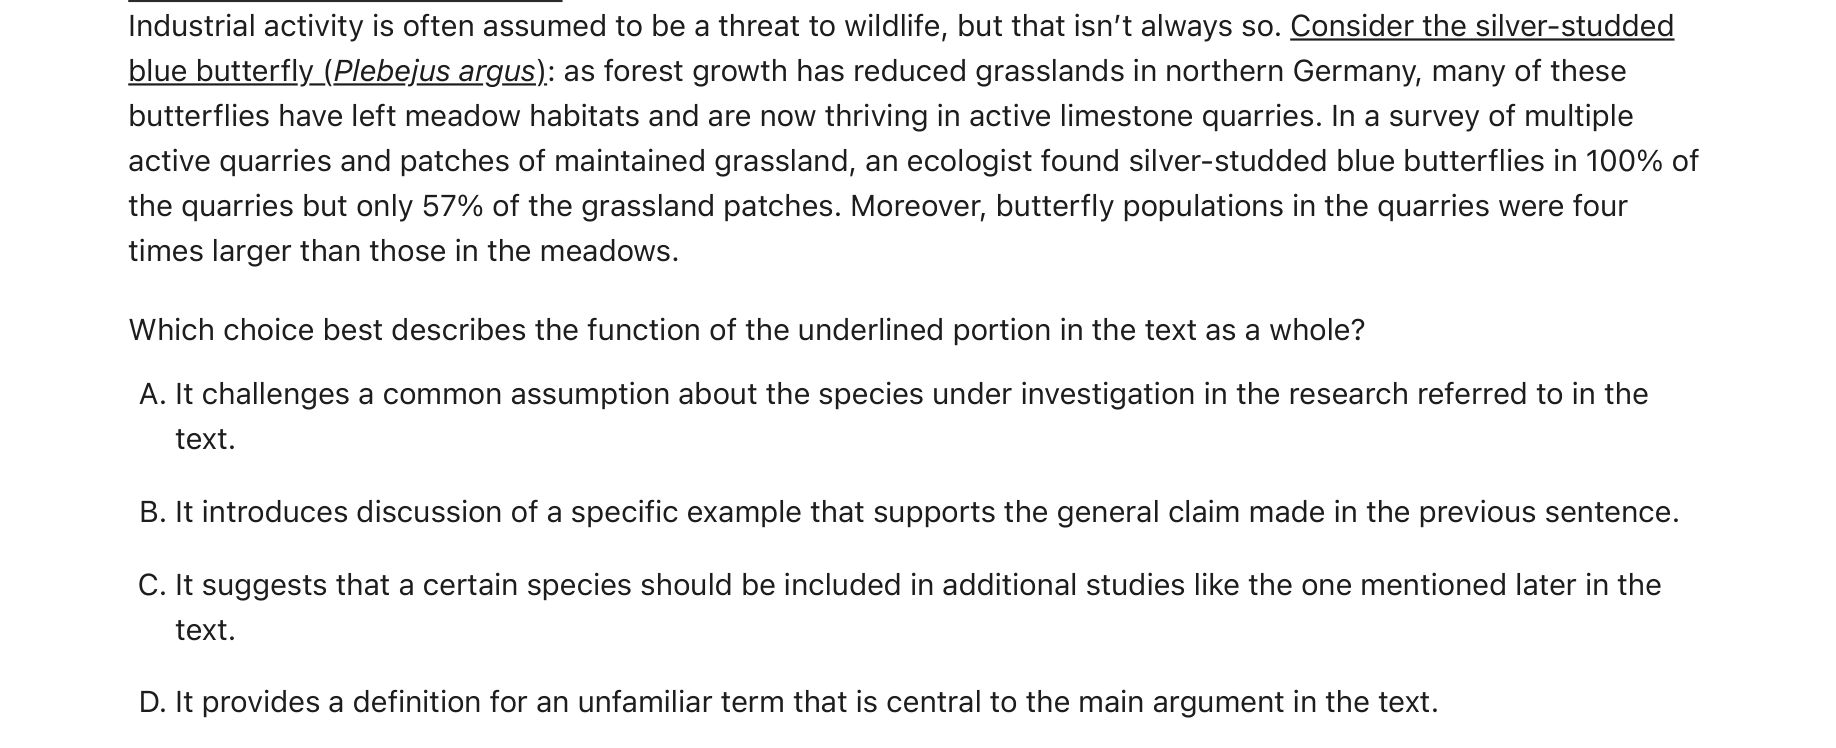 Industrial activity is often assumed to be a threat to wildlife, but that isn't always so. Consider the silver-studded
blue butterfly (Plebejus argus): as forest growth has reduced grasslands in northern Germany, many of these
butterflies have left meadow habitats and are now thriving in active limestone quarries. In a survey of multiple
active quarries and patches of maintained grassland, an ecologist found silver-studded blue butterflies in 100% of
the quarries but only 57% of the grassland patches. Moreover, butterfly populations in the quarries were four
times larger than those in the meadows.
Which choice best describes the function of the underlined portion in the text as a whole?
A. It challenges a common assumption about the species under investigation in the research referred to in the
text.
B. It introduces discussion of a specific example that supports the general claim made in the previous sentence.
C. It suggests that a certain species should be included in additional studies like the one mentioned later in the
text.
D. It provides a definition for an unfamiliar term that is central to the main argument in the text.